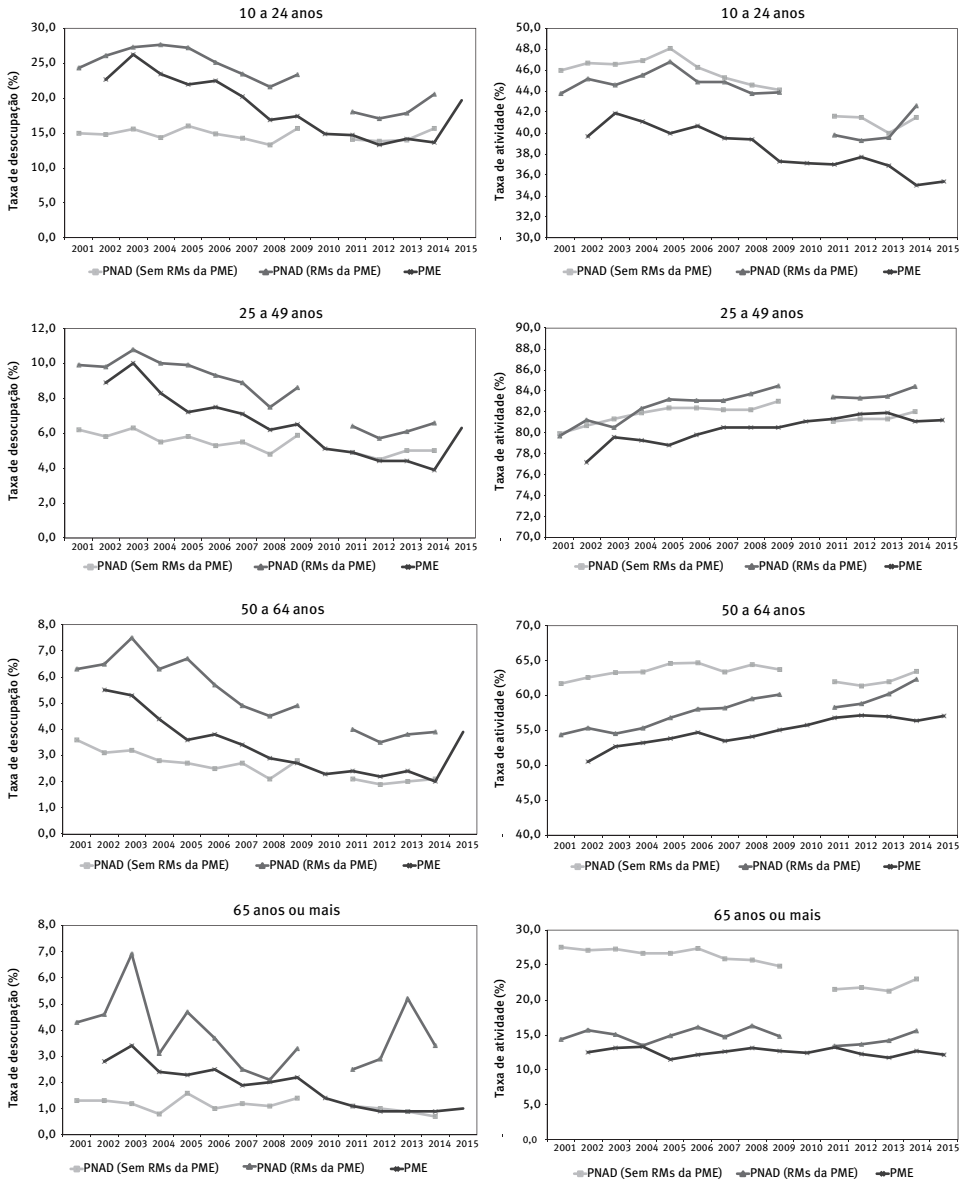 10 a 24 anos
Taxa de desocupação (%)
30,0
25,0
20,0
15,0
10,0
5,0
0,0
2001 2002 2003 2004 2005 2006 2007 2008 2009 2010 2011 2012 2013 2014 2015
PNAD (Sem RMs da PME) PNAD (RMs da PME) PME
10 a 24 anos
Taxa de atividade (%)
50,0
48,0
46,0
44,0
42,0
40,0
38,0
36,0
34,0
32,0
30,0
2001 2002 2003 2004 2005 2006 2007 2008 2009 2010 2011 2012 2013 2014 2015
PNAD (Sem RMs da PME) PNAD (RMs da PME) PME
25 a 49 anos
Taxa de desocupação (%)
12,0
10,0
8,0
6,0
4,0
2,0
0,0
2001 2002 2003 2004 2005 2006 2007 2008 2009 2010 2011 2012 2013 2014 2015
PNAD (Sem RMs da PME) PNAD (RMs da PME) PME
25 a 49 anos
Taxa de atividade (%)
90,0
88,0
86,0
84,0
82,0
80,0
78,0
76,0
74,0
72,0
70,0
2001 2002 2003 2004 2005 2006 2007 2008 2009 2010 2011 2012 2013 2014 2015
PNAD (Sem RMs da PME) PNAD (RMs da PME) PME
50 a 64 anos
Taxa de desocupação (%)
8,0
7,0
6,0
5,0
4,0
3,0
2,0
1,0
0,0
2001 2002 2003 2004 2005 2006 2007 2008 2009 2010 2011 2012 2013 2014 2015
PNAD (Sem RMs da PME) PNAD (RMs da PME) PME
50 a 64 anos
Taxa de atividade (%)
70,0
65,0
60,0
55,0
50,0
45,0
40,0
2001 2002 2003 2004 2005 2006 2007 2008 2009 2010 2011 2012 2013 2014 2015
PNAD (Sem RMs da PME) PNAD (RMs da PME) PME
65 anos ou mais
Taxa de desocupação (%)
8,0
7,0
6,0
5,0
4,0
3,0
2,0
1,0
0,0
2001 2002 2003 2004 2005 2006 2007 2008 2009 2010 2011 2012 2013 2014 2015
PNAD (Sem RMs da PME) PNAD (RMs da PME) PME
65 anos ou mais
Taxa de atividade (%)
30,0
25,0
20,0
15,0
10,0
5,0
0,0
2001 2002 2003 2004 2005 2006 2007 2008 2009 2010 2011 2012 2013 2014 2015
PNAD (Sem RMs da PME) PNAD (RMs da PME) PME